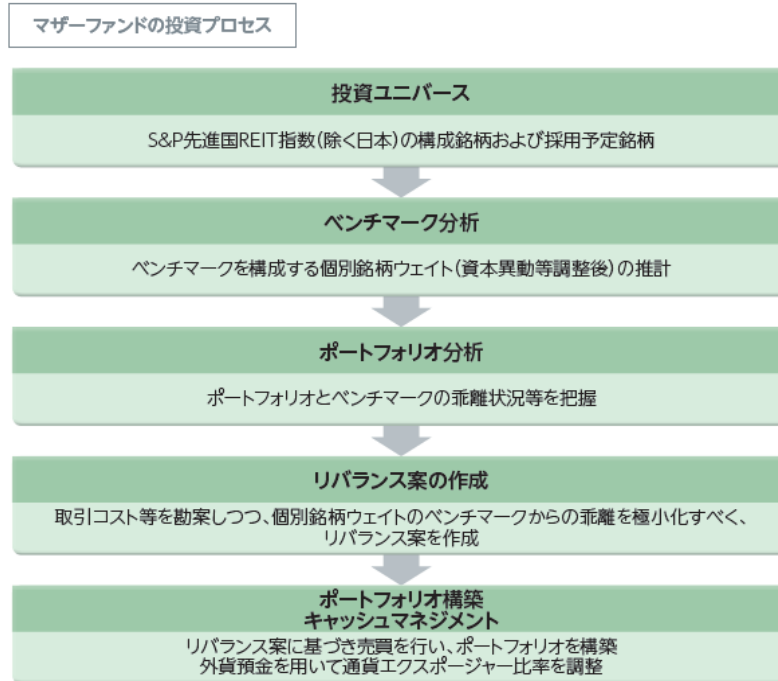 マザーファンドの投資プロセス
投資ユニバース
S&P先進国REIT指数(除く日本)の構成銘柄および採用予定銘柄
ベンチマーク分析
ベンチマークを構成する個別銘柄ウェイト(資本異動等調整後)の推計
ポートフォリオ分析
ポートフォリオとベンチマークの乖離状況等を把握
リバランス案の作成
取引コスト等を勘案しつつ、個別銘柄ウェイトのベンチマークからの乖離を極小化すべく、
リバランス案を作成
ポートフォリオ構築
キャッシュマネジメント
リバランス案に基づき売買を行い、ポートフォリオを構築
外貨預金を用いて通貨エクスポージャー比率を調整